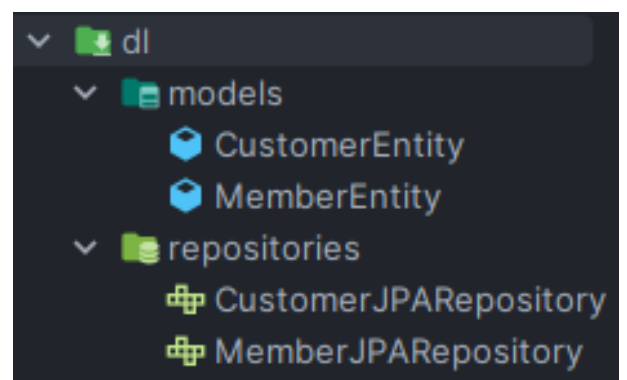 dl
models
CustomerEntity
MemberEntity
repositories
CustomerJPARepository
MemberJPARepository